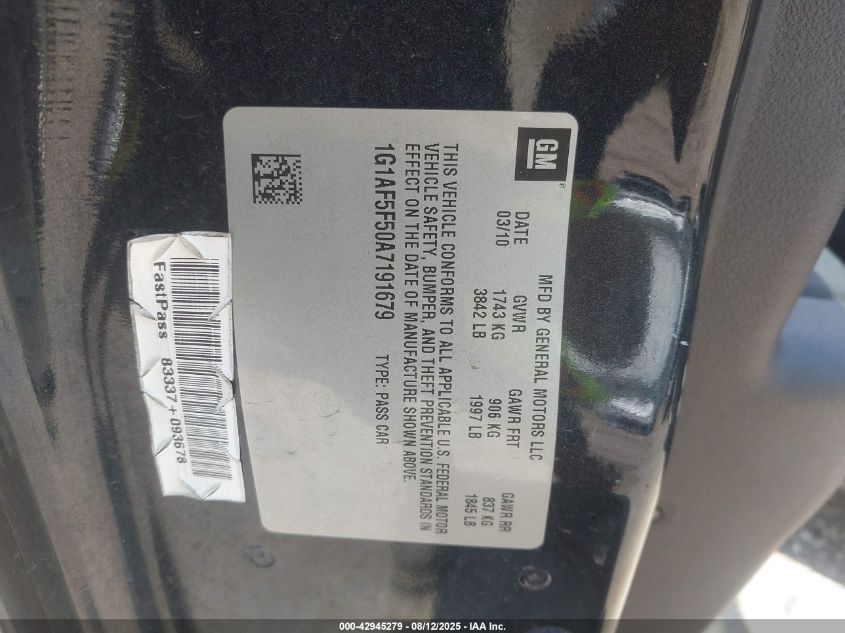 GM
MFD BY GENERAL MOTORS LLC
DATE GVWR GAWR FRT GAWR RR
03/10 1743 KG 906 KG 837 KG
3842 LB 1997 LB 1845 LB
THIS VEHICLE CONFORMS TO ALL APPLICABLE U.S. FEDERAL MOTOR
VEHICLE SAFETY, BUMPER, AND THEFT PREVENTION STANDARDS IN
EFFECT ON THE DATE OF MANUFACTURE SHOWN ABOVE.
1G1AF5F50A7191679 TYPE: PASS CAR
FastPass 83337+093678
000-42945279 - 08/12/2025 - IAA Inc.